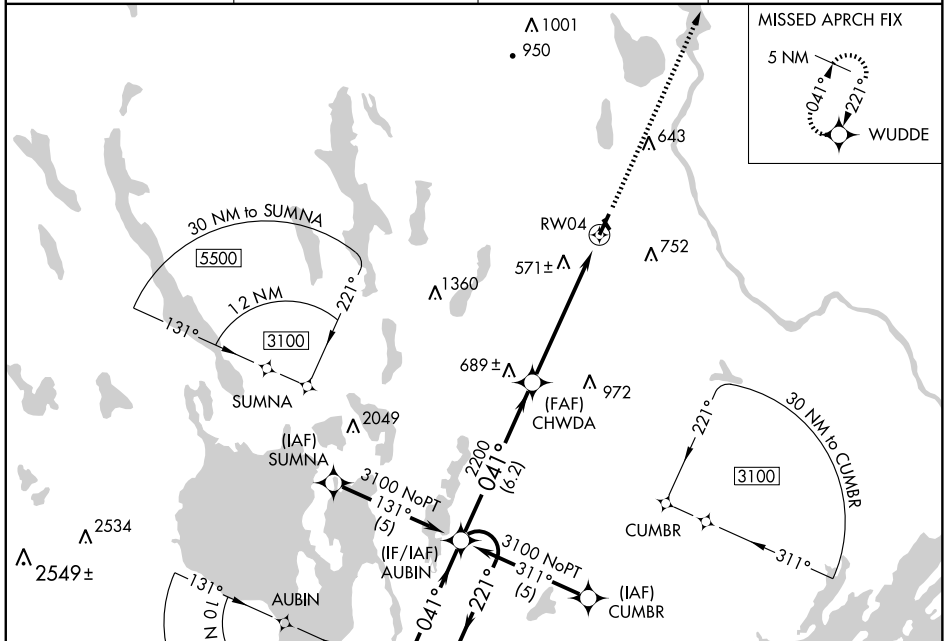 1001
950
MISSED APRCH FIX
5 NM
041°
221°
WUDDE
643
30 NM to SUMNA
5500
RW04
752
571±
1360
221°
12 NM
131°
3100
689±
972
SUMNA
(FAF)
CHWDA
2049
(IAF)
SUMNA
2200
041°
(6.2)
221°
30 NM to CUMBR
3100
3100 NoPT
131°
(5)
CUMBR
2534
2549±
(IF/IAF)
AUBIN
3100 NoPT
311°
(5)
311°
(IAF)
CUMBR
131°
AUBIN
10 N
041°
221°